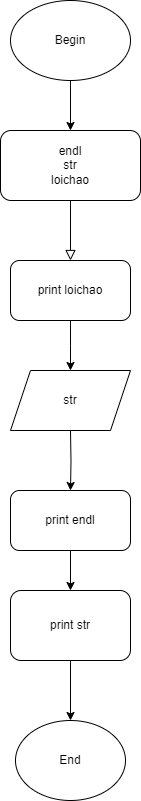 Begin
endl
str
loichao
print loichao
str
print endl
print str
End